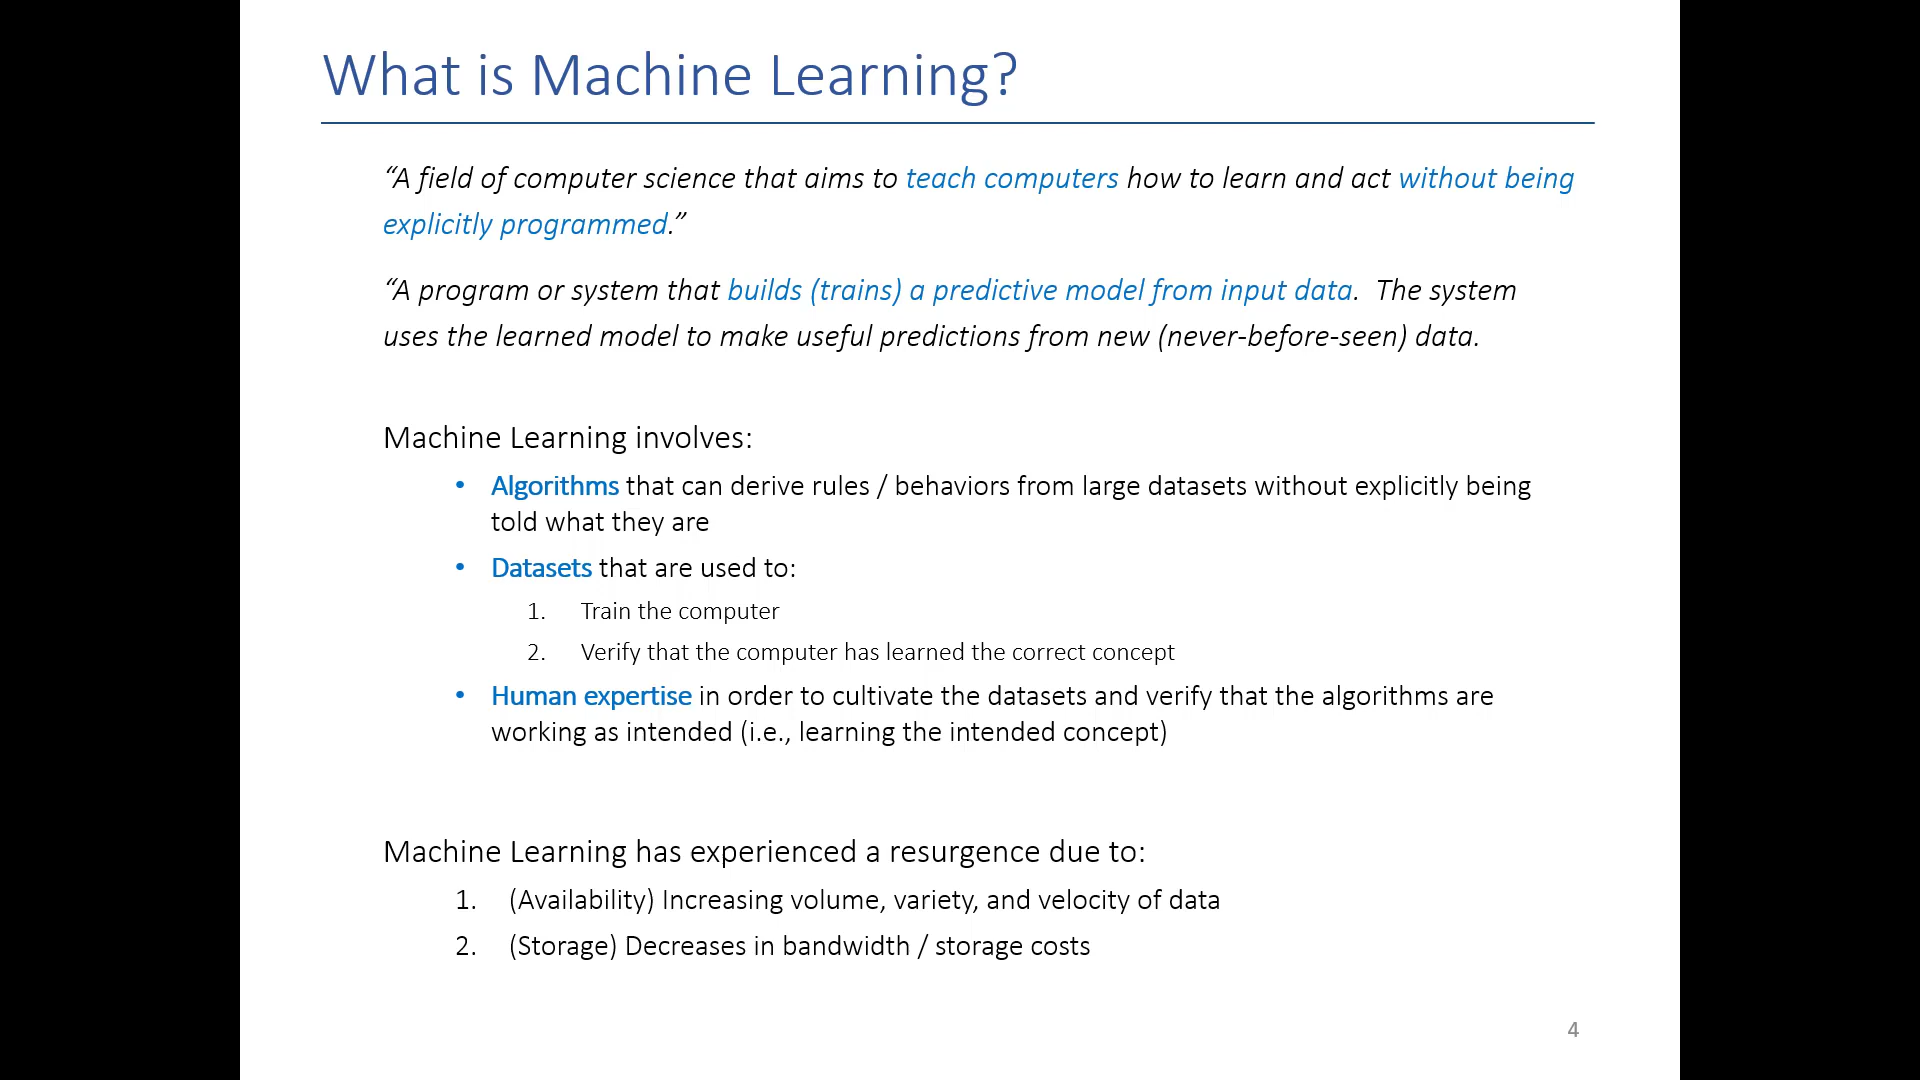 What is Machine Learning?
“A field of computer science that aims to teach computers how to learn and act without being
explicitly programmed.”
“A program or system that builds (trains) a predictive model from input data.  The system
uses the learned model to make useful predictions from new (never-before-seen) data.
Machine Learning involves:
• Algorithms that can derive rules / behaviors from large datasets without explicitly being
told what they are
• Datasets that are used to:
1. Train the computer
2. Verify that the computer has learned the correct concept
• Human expertise in order to cultivate the datasets and verify that the algorithms are
working as intended (i.e., learning the intended concept)
Machine Learning has experienced a resurgence due to:
1. (Availability) Increasing volume, variety, and velocity of data
2. (Storage) Decreases in bandwidth / storage costs
4